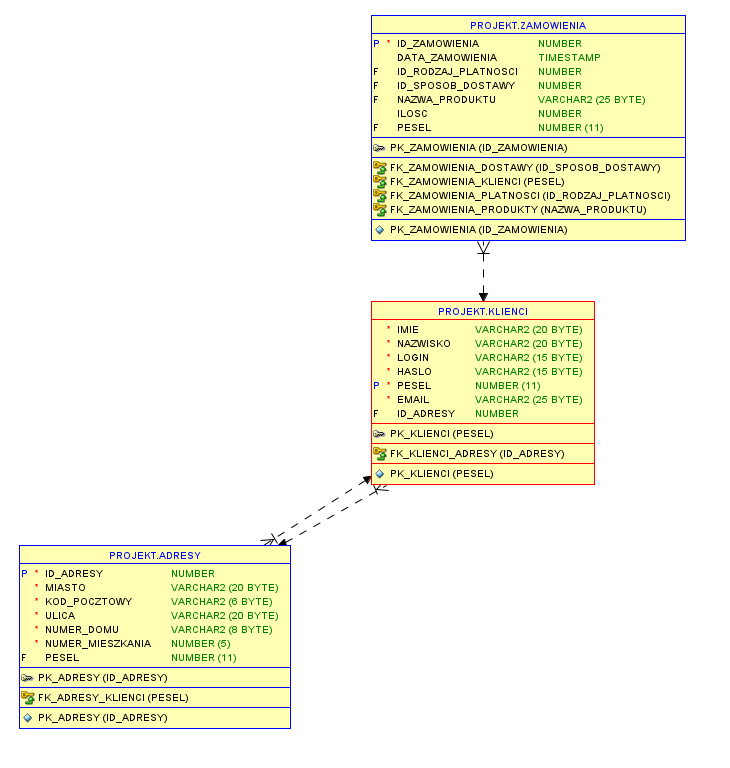 PROJEKT.ZAMOWIENIA
P * ID_ZAMOWIENIA NUMBER
DATA_ZAMOWIENIA TIMESTAMP
F ID_RODZAJ_PLATNOSCI NUMBER
F ID_SPOSOB_DOSTAWY NUMBER
F NAZWA_PRODUKTU VARCHAR2 (25 BYTE)
ILOSC NUMBER
F PESEL NUMBER (11)
PK_ZAMOWIENIA (ID_ZAMOWIENIA)
FK_ZAMOWIENIA_DOSTAWY (ID_SPOSOB_DOSTAWY)
FK_ZAMOWIENIA_KLIENCI (PESEL)
FK_ZAMOWIENIA_PLATNOSCI (ID_RODZAJ_PLATNOSCI)
FK_ZAMOWIENIA_PRODUKTY (NAZWA_PRODUKTU)
PK_ZAMOWIENIA (ID_ZAMOWIENIA)
PROJEKT.KLIENCI
* IMIE VARCHAR2 (20 BYTE)
* NAZWISKO VARCHAR2 (20 BYTE)
* LOGIN VARCHAR2 (15 BYTE)
* HASLO VARCHAR2 (15 BYTE)
P * PESEL NUMBER (11)
* EMAIL VARCHAR2 (25 BYTE)
F ID_ADRESY NUMBER
PK_KLIENCI (PESEL)
FK_KLIENCI_ADRESY (ID_ADRESY)
PK_KLIENCI (PESEL)
PROJEKT.ADRESY
P * ID_ADRESY NUMBER
* MIASTO VARCHAR2 (20 BYTE)
* KOD_POCZTOWY VARCHAR2 (6 BYTE)
* ULICA VARCHAR2 (20 BYTE)
* NUMER_DOMU VARCHAR2 (8 BYTE)
* NUMER_MIESZKANIA NUMBER (5)
F PESEL NUMBER (11)
PK_ADRESY (ID_ADRESY)
FK_ADRESY_KLIENCI (PESEL)
PK_ADRESY (ID_ADRESY)